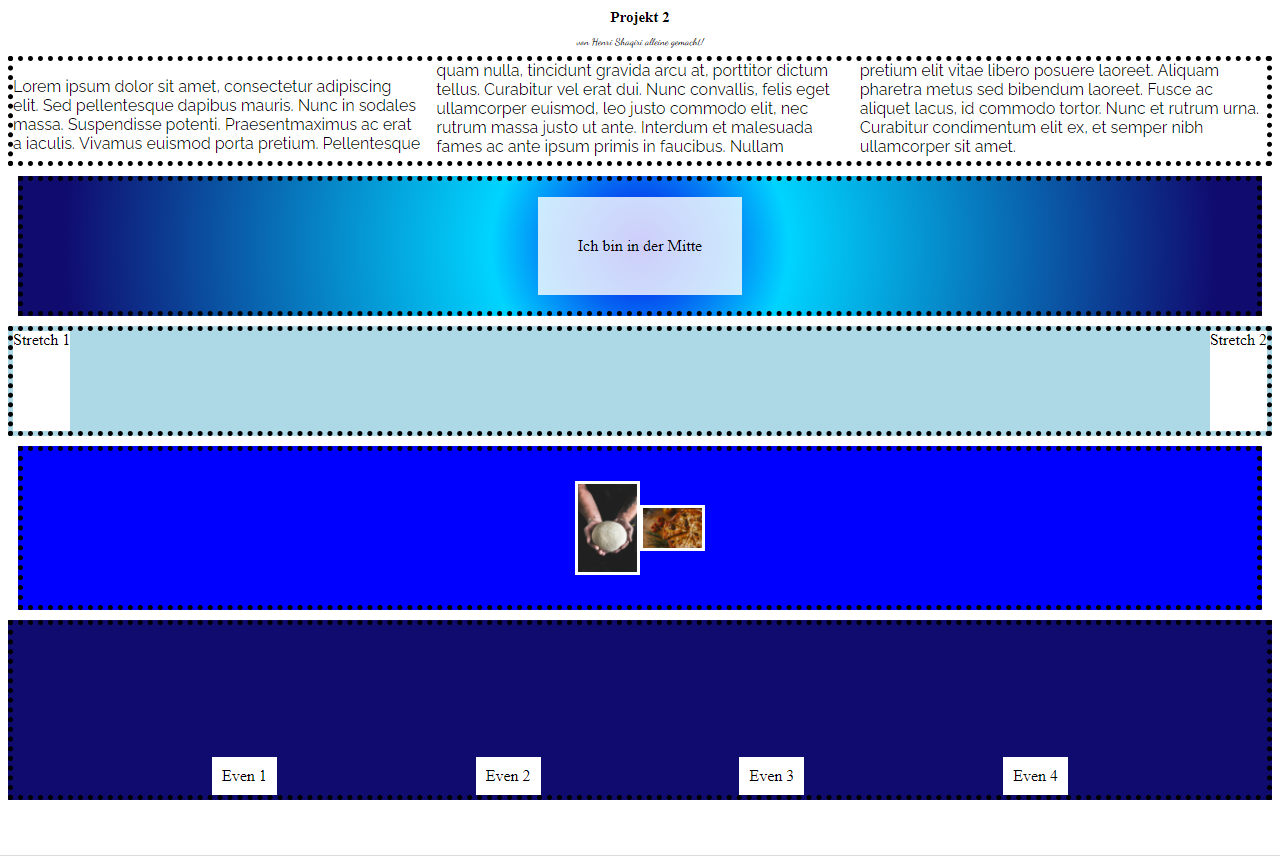 Projekt 2
von Henri Shaqiri alleine gemacht!
Lorem ipsum dolor sit amet, consectetur adipiscing
elit. Sed pellentesque dapibus mauris. Nunc in sodales
massa. Suspendisse potenti. Praesentmaximus ac erat
a iaculis. Vivamus euismod porta pretium. Pellentesque
quam nulla, tincidunt gravida arcu at, porttitor dictum
tellus. Curabitur vel erat dui. Nunc convallis, felis eget
ullamcorper euismod, leo justo commodo elit, nec
rutrum massa justo ut ante. Interdum et malesuada
fames ac ante ipsum primis in faucibus. Nullam
pretium elit vitae libero posuere laoreet. Aliquam
pharetra metus sed bibendum laoreet. Fusce ac
aliquet lacus, id commodo tortor. Nunc et rutrum urna.
Curabitur condimentum elit ex, et semper nibh
ullamcorper sit amet.
Ich bin in der Mitte
Stretch 1
Stretch 2
Even 1
Even 2
Even 3
Even 4